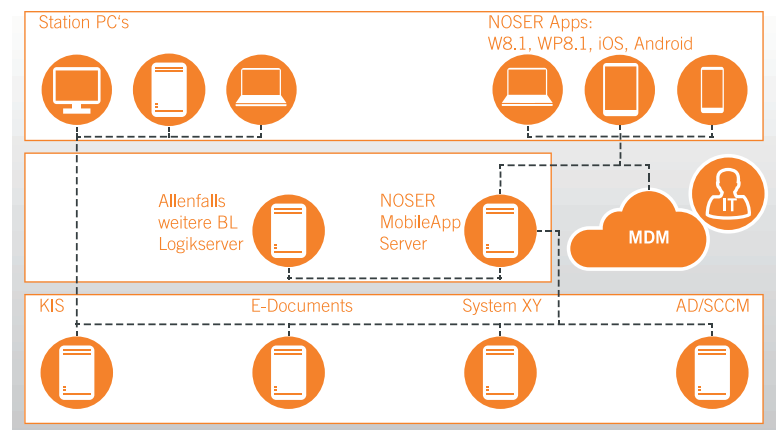 Station PC's
NOSER Apps:
W8.1, WP8.1, iOS, Android
Allenfalls
weitere BL
Logikserver
NOSER
MobileApp
Server
MDM
IT
KIS
E-Documents
System XY
AD/SCCM